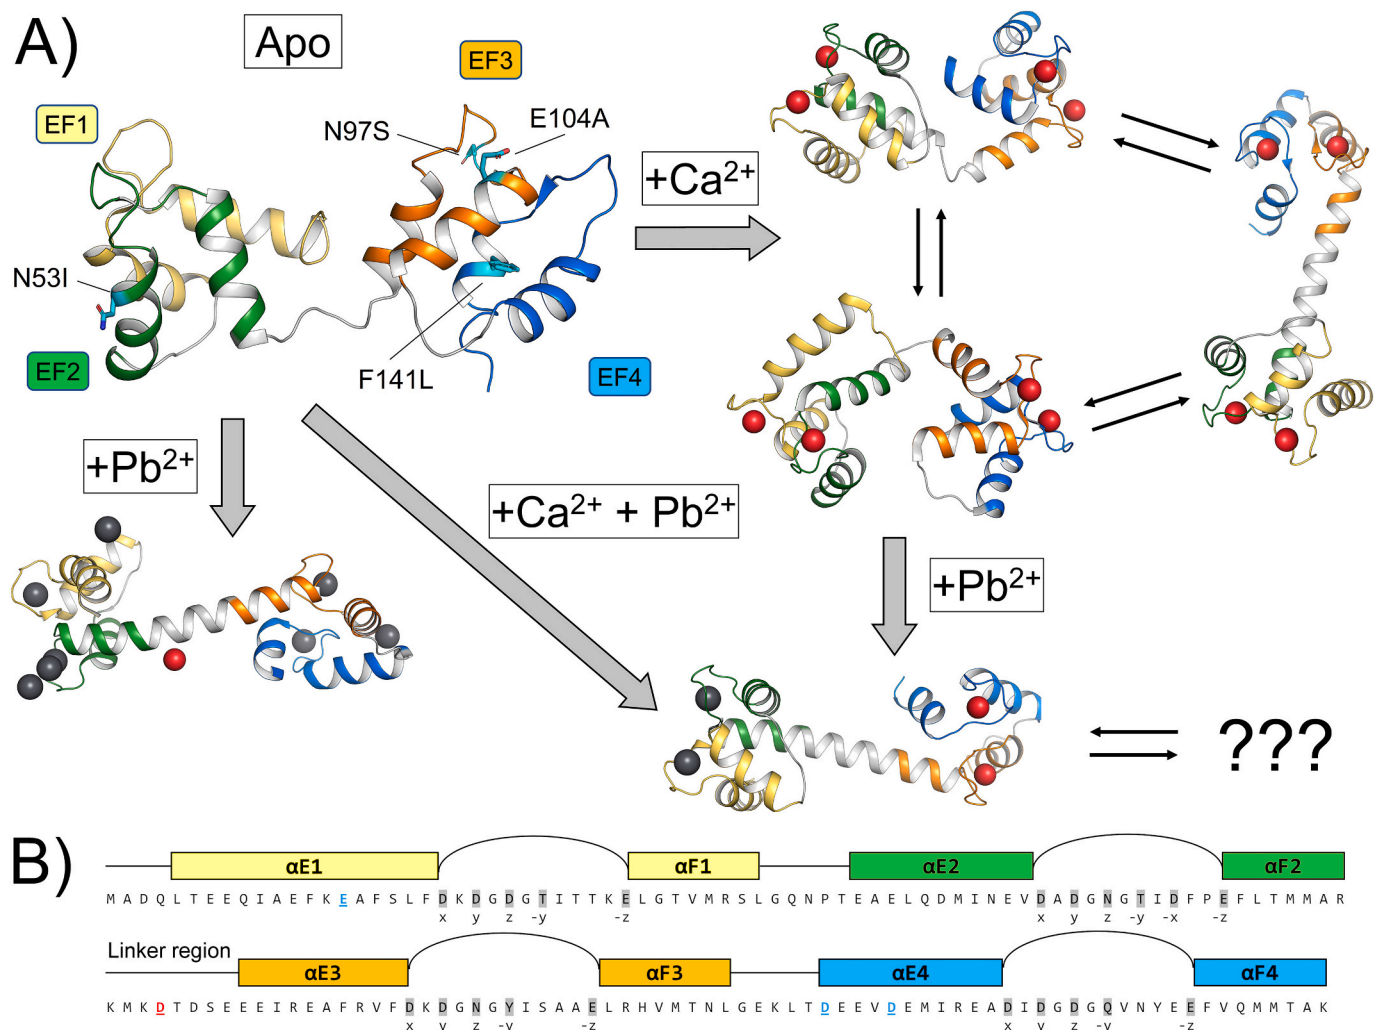 A)
Apo
EF3
EF1
N97S
E104A
+Ca²⁺
N53I
EF2
F141L
EF4
+Pb²⁺
+Ca²⁺ + Pb²⁺
+Pb²⁺
???
B)
αE1 αF1 αE2 αF2
M A D Q L T E E Q I A E F K E A F S L F D K D G D G T I T T K E L G T V M R S L G Q N P T E A E L Q D M I N E V D A D G N G T I D F P E F L T M M A R
x y z -y -z x y z -y -x -z
Linker region
αE3 αF3 αE4 αF4
K M K D T D S E E E I R E A F R V F D K D G N G Y I S A A E L R H V M T N L G E K L T D E E V D E M I R E A D I D G D G Q V N Y E E F V Q M M T A K
x y z -y -z x y z -y -z